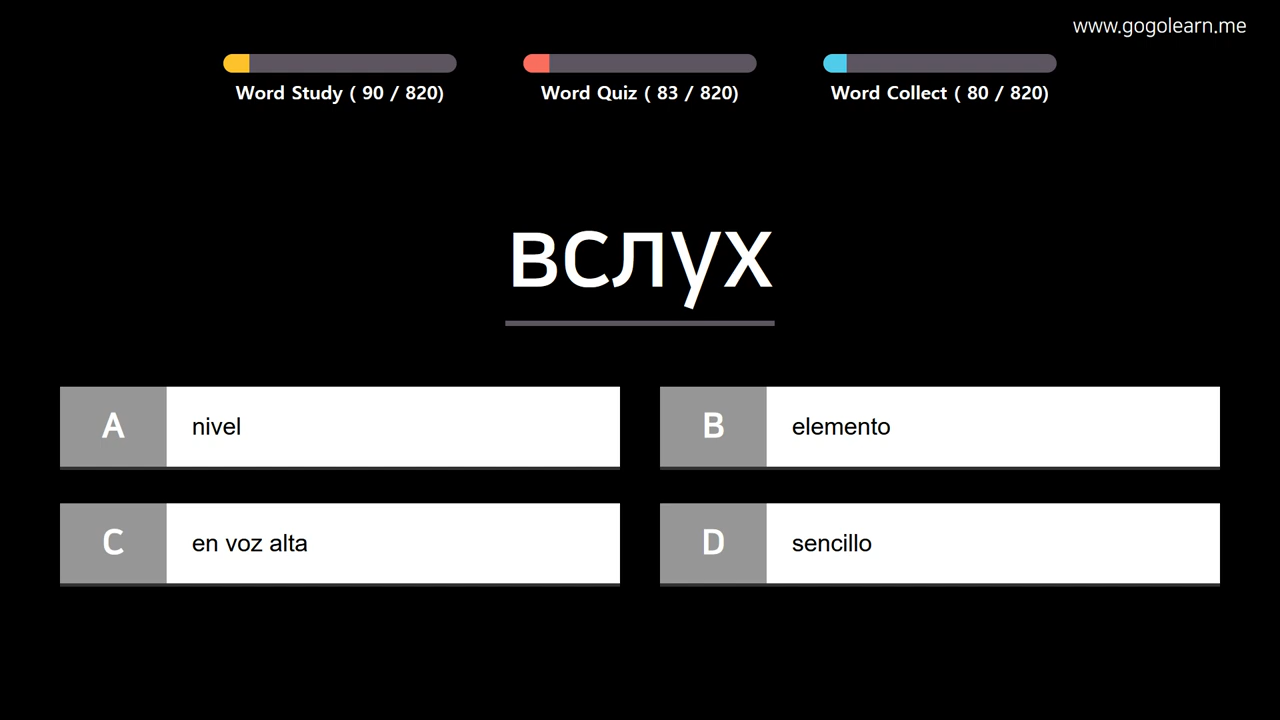 www.gogolearn.me
Word Study ( 90 / 820)
Word Quiz ( 83 / 820)
Word Collect ( 80 / 820)
вслух
A nivel
B elemento
C en voz alta
D sencillo